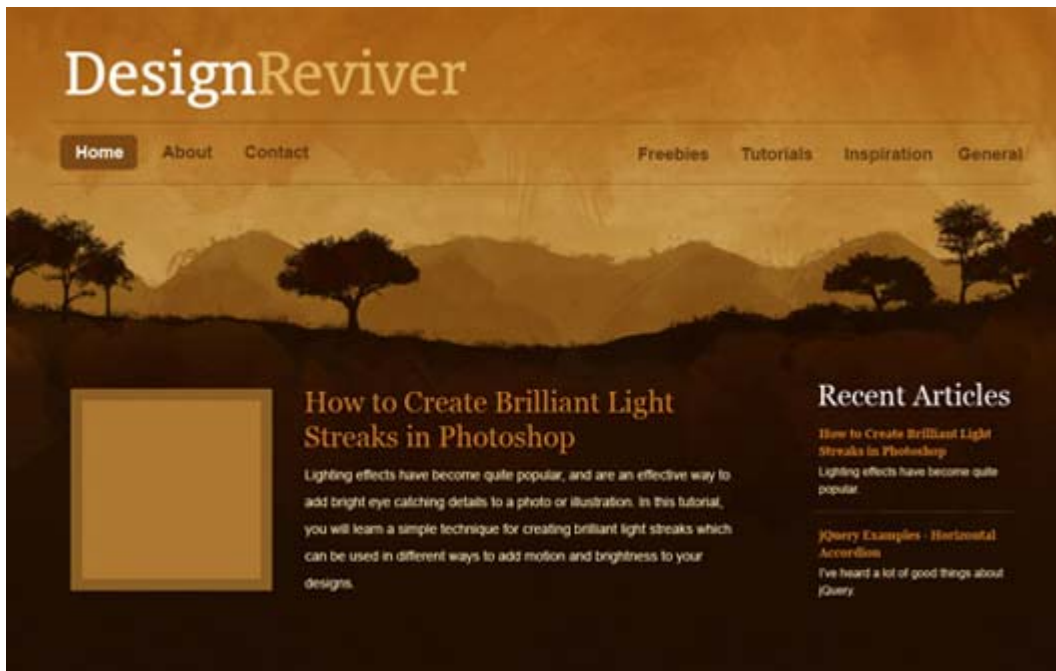 DesignReviver
Home About Contact Freebies Tutorials Inspiration General
How to Create Brilliant Light
Streaks in Photoshop
Lighting effects have become quite popular, and are an effective way to
add bright eye catching details to a photo or illustration. In this tutorial,
you will learn a simple technique for creating brilliant light streaks which
can be used in different ways to add motion and brightness to your
designs.
Recent Articles
How to Create Brilliant Light
Streaks in Photoshop
Lighting effects have become quite
popular.
jQuery Examples - Horizontal
Accordion
I've heard a lot of good things about
jQuery.